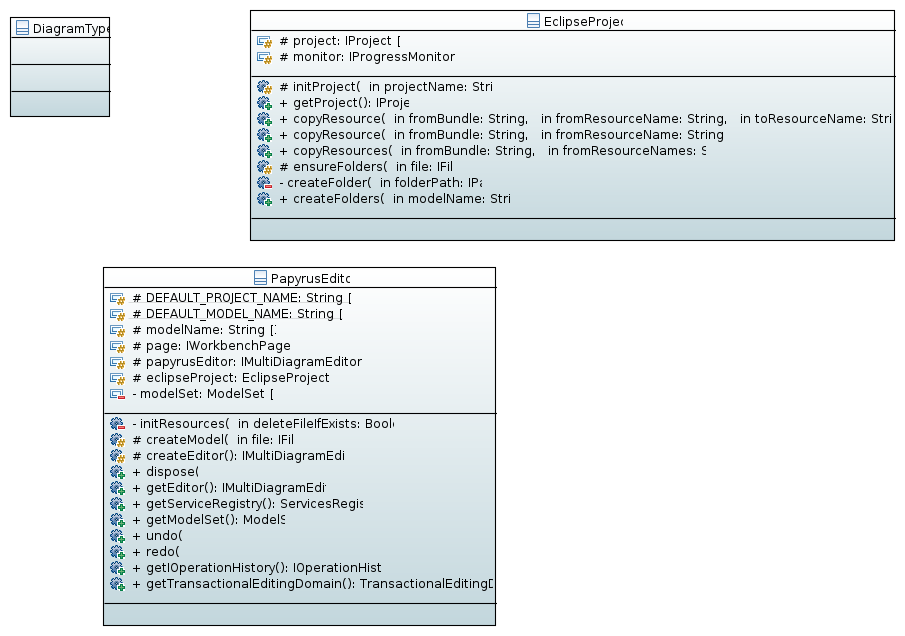 DiagramType
EclipseProjec
# project: IProject [
# monitor: IProgressMonitor
# initProject( in projectName: Stri
+ getProject(): IProje
+ copyResource( in fromBundle: String, in fromResourceName: String, in toResourceName: Stri
+ copyResource( in fromBundle: String, in fromResourceName: String
+ copyResources( in fromBundle: String, in fromResourceNames: S
# ensureFolders( in file: IFil
- createFolder( in folderPath: IPa
+ createFolders( in modelName: Stri
PapyrusEdito
# DEFAULT_PROJECT_NAME: String [
# DEFAULT_MODEL_NAME: String [
# modelName: String [
# page: IWorkbenchPage
# papyrusEditor: IMultiDiagramEditor
# eclipseProject: EclipseProject
- modelSet: ModelSet [
- initResources( in deleteFileIfExists: Boole
# createModel( in file: IFil
# createEditor(): IMultiDiagramEdi
+ dispose(
+ getEditor(): IMultiDiagramEdit
+ getServiceRegistry(): ServicesRegis
+ getModelSet(): ModelS
+ undo(
+ redo(
+ getIOperationHistory(): IOperationHist
+ getTransactionalEditingDomain(): TransactionalEditingD